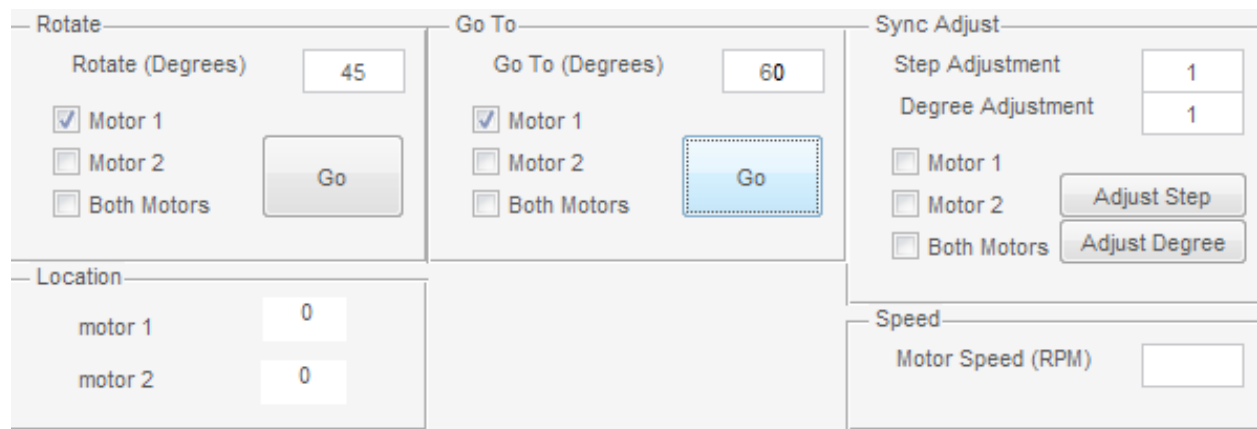 Rotate
Rotate (Degrees) 45
Motor 1
Motor 2
Both Motors
Go
Go To
Go To (Degrees) 60
Motor 1
Motor 2
Both Motors
Go
Sync Adjust
Step Adjustment 1
Degree Adjustment 1
Motor 1
Motor 2
Both Motors
Adjust Step
Adjust Degree
Location
motor 1 0
motor 2 0
Speed
Motor Speed (RPM)